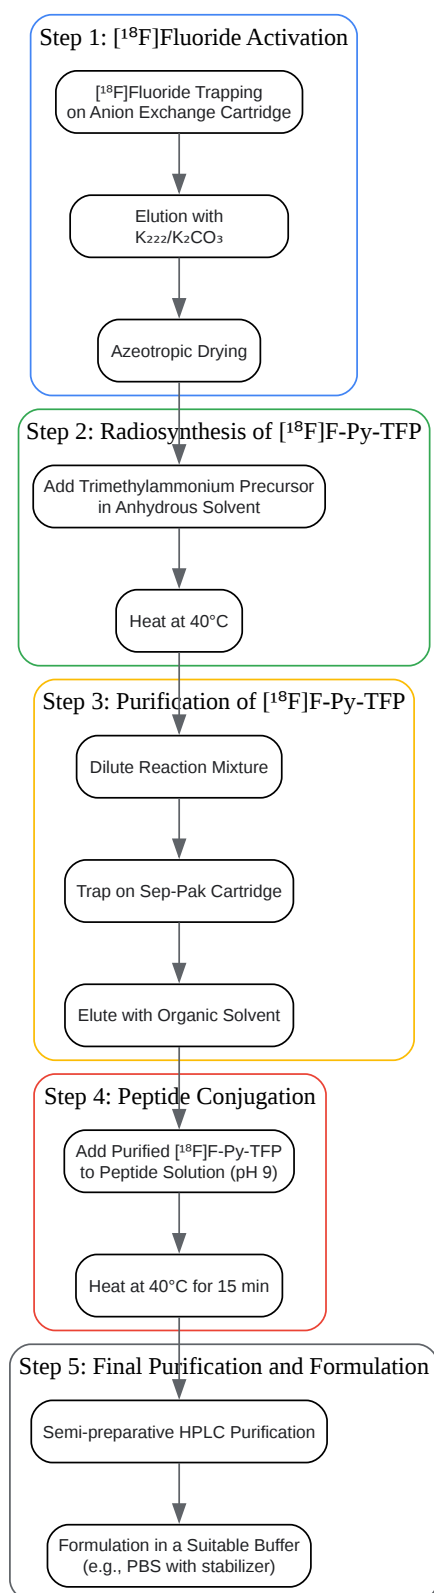 Step 1: [¹⁸F]Fluoride Activation
[¹⁸F]Fluoride Trapping
on Anion Exchange Cartridge
Elution with
K₂₂₂/K₂CO₃
Azeotropic Drying
Step 2: Radiosynthesis of [¹⁸F]F-Py-TFP
Add Trimethylammonium Precursor
in Anhydrous Solvent
Heat at 40°C
Step 3: Purification of [¹⁸F]F-Py-TFP
Dilute Reaction Mixture
Trap on Sep-Pak Cartridge
Elute with Organic Solvent
Step 4: Peptide Conjugation
Add Purified [¹⁸F]F-Py-TFP
to Peptide Solution (pH 9)
Heat at 40°C for 15 min
Step 5: Final Purification and Formulation
Semi-preparative HPLC Purification
Formulation in a Suitable Buffer
(e.g., PBS with stabilizer)